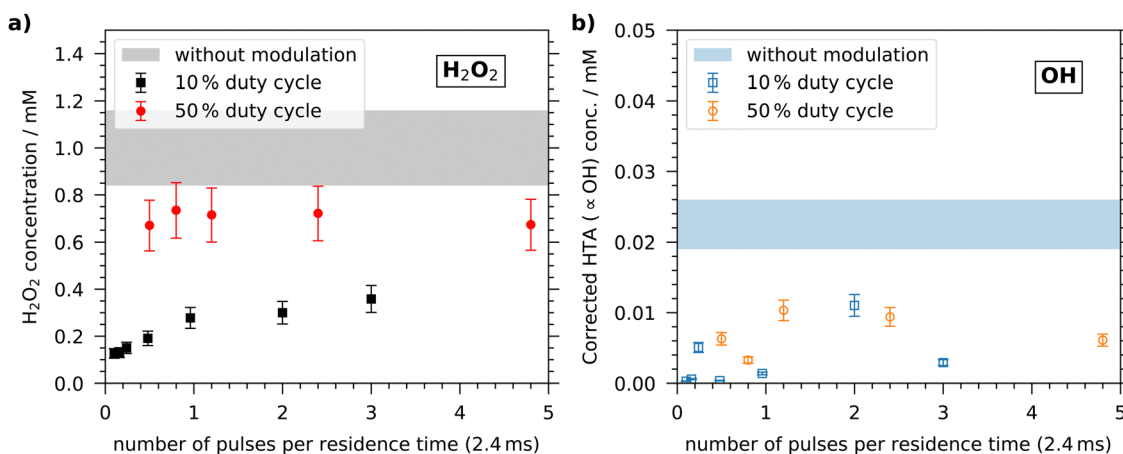 a)
H₂O₂ concentration / mM
1.4
1.2
1.0
0.8
0.6
0.4
0.2
0.0
without modulation
10 % duty cycle
50 % duty cycle
H₂O₂
0 1 2 3 4 5
number of pulses per residence time (2.4 ms)
b)
Corrected HTA (∝OH) conc. / mM
0.05
0.04
0.03
0.02
0.01
0.00
without modulation
10 % duty cycle
50 % duty cycle
OH
0 1 2 3 4 5
number of pulses per residence time (2.4 ms)